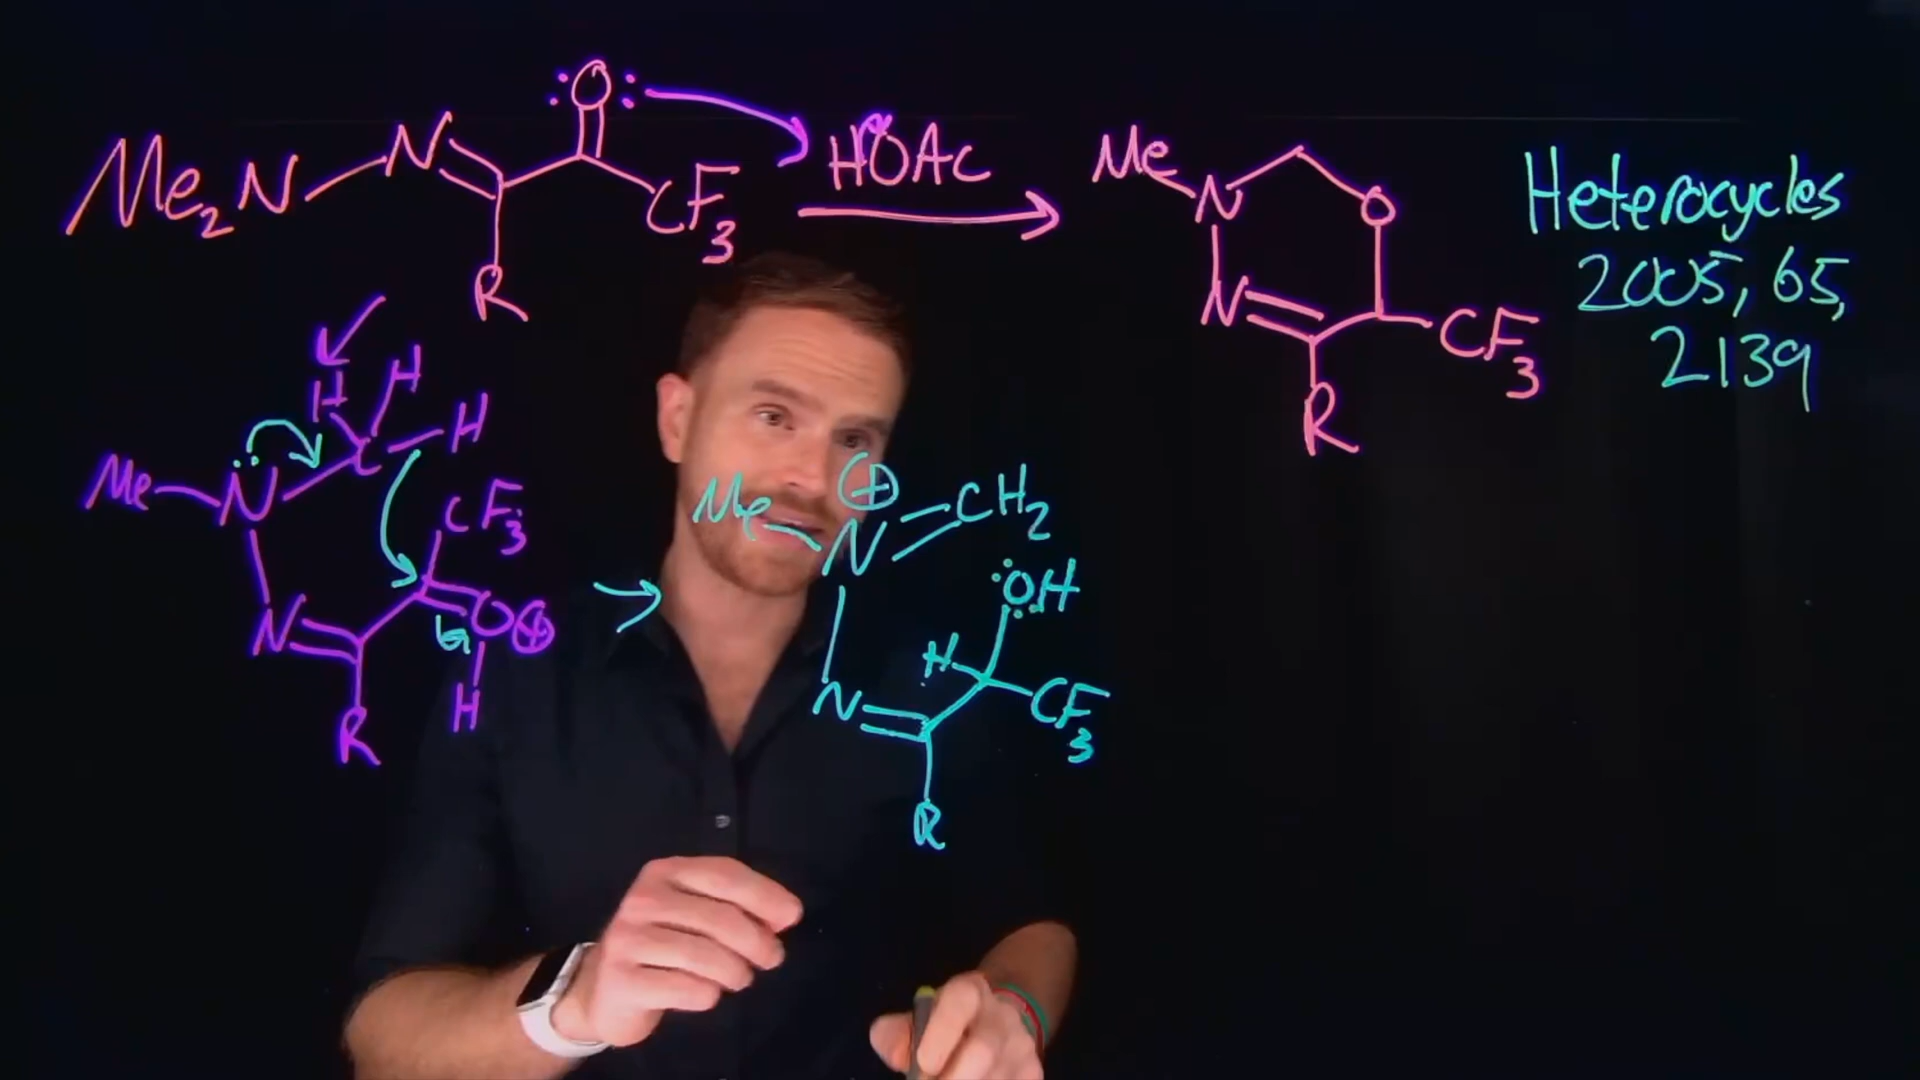 Me₂N N O CF₃ R
HOAc
Me N O N CF₃ R
Heterocycles
2005, 65,
2139
H H H C
Me N CF₃
N O ⊕ H
R
Me N ⊕ CH₂
OH
H
N CF₃
R